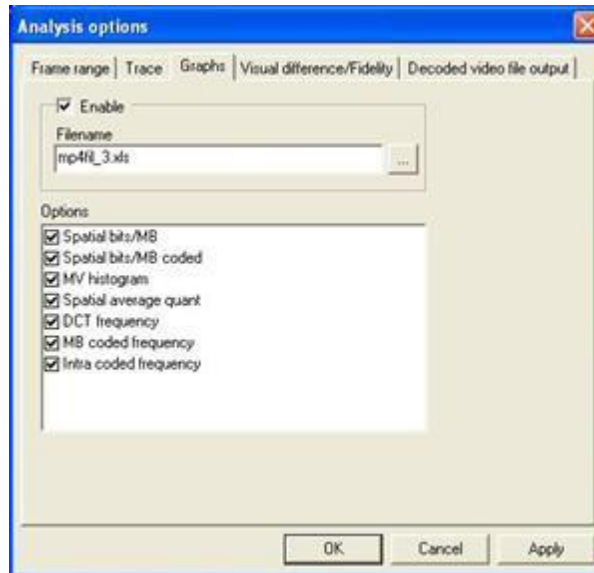 Analysis options
Frame range Trace Graphs Visual difference/Fidelity Decoded video file output
Enable
Filename
mp4fil_3.xls
...
Options
Spatial bits/MB
Spatial bits/MB coded
MV histogram
Spatial average quant
DCT frequency
MB coded frequency
Intra coded frequency
OK Cancel Apply